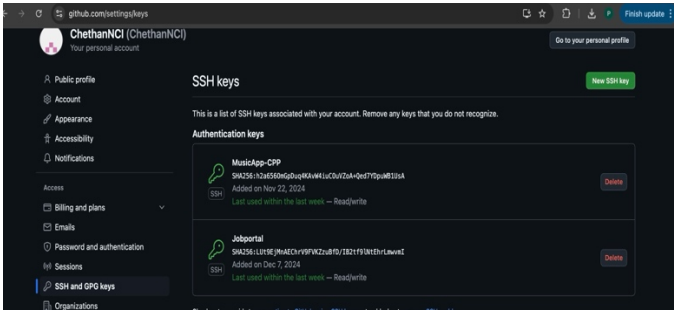 github.com/settings/keys
Finish update
ChethanNCI (ChethanNCI)
Your personal account
Go to your personal profile
Public profile
Account
Appearance
Accessibility
Notifications
Access
Billing and plans
Emails
Password and authentication
Sessions
SSH and GPG keys
Organizations
SSH keys
New SSH key
This is a list of SSH keys associated with your account. Remove any keys that you do not recognize.
Authentication keys
MusicApp-CPP
SSH
Added on Nov 22, 2024
Last used within the last week — Read/write
Delete
Jobportal
SSH
Added on Dec 7, 2024
Last used within the last week — Read/write
Delete